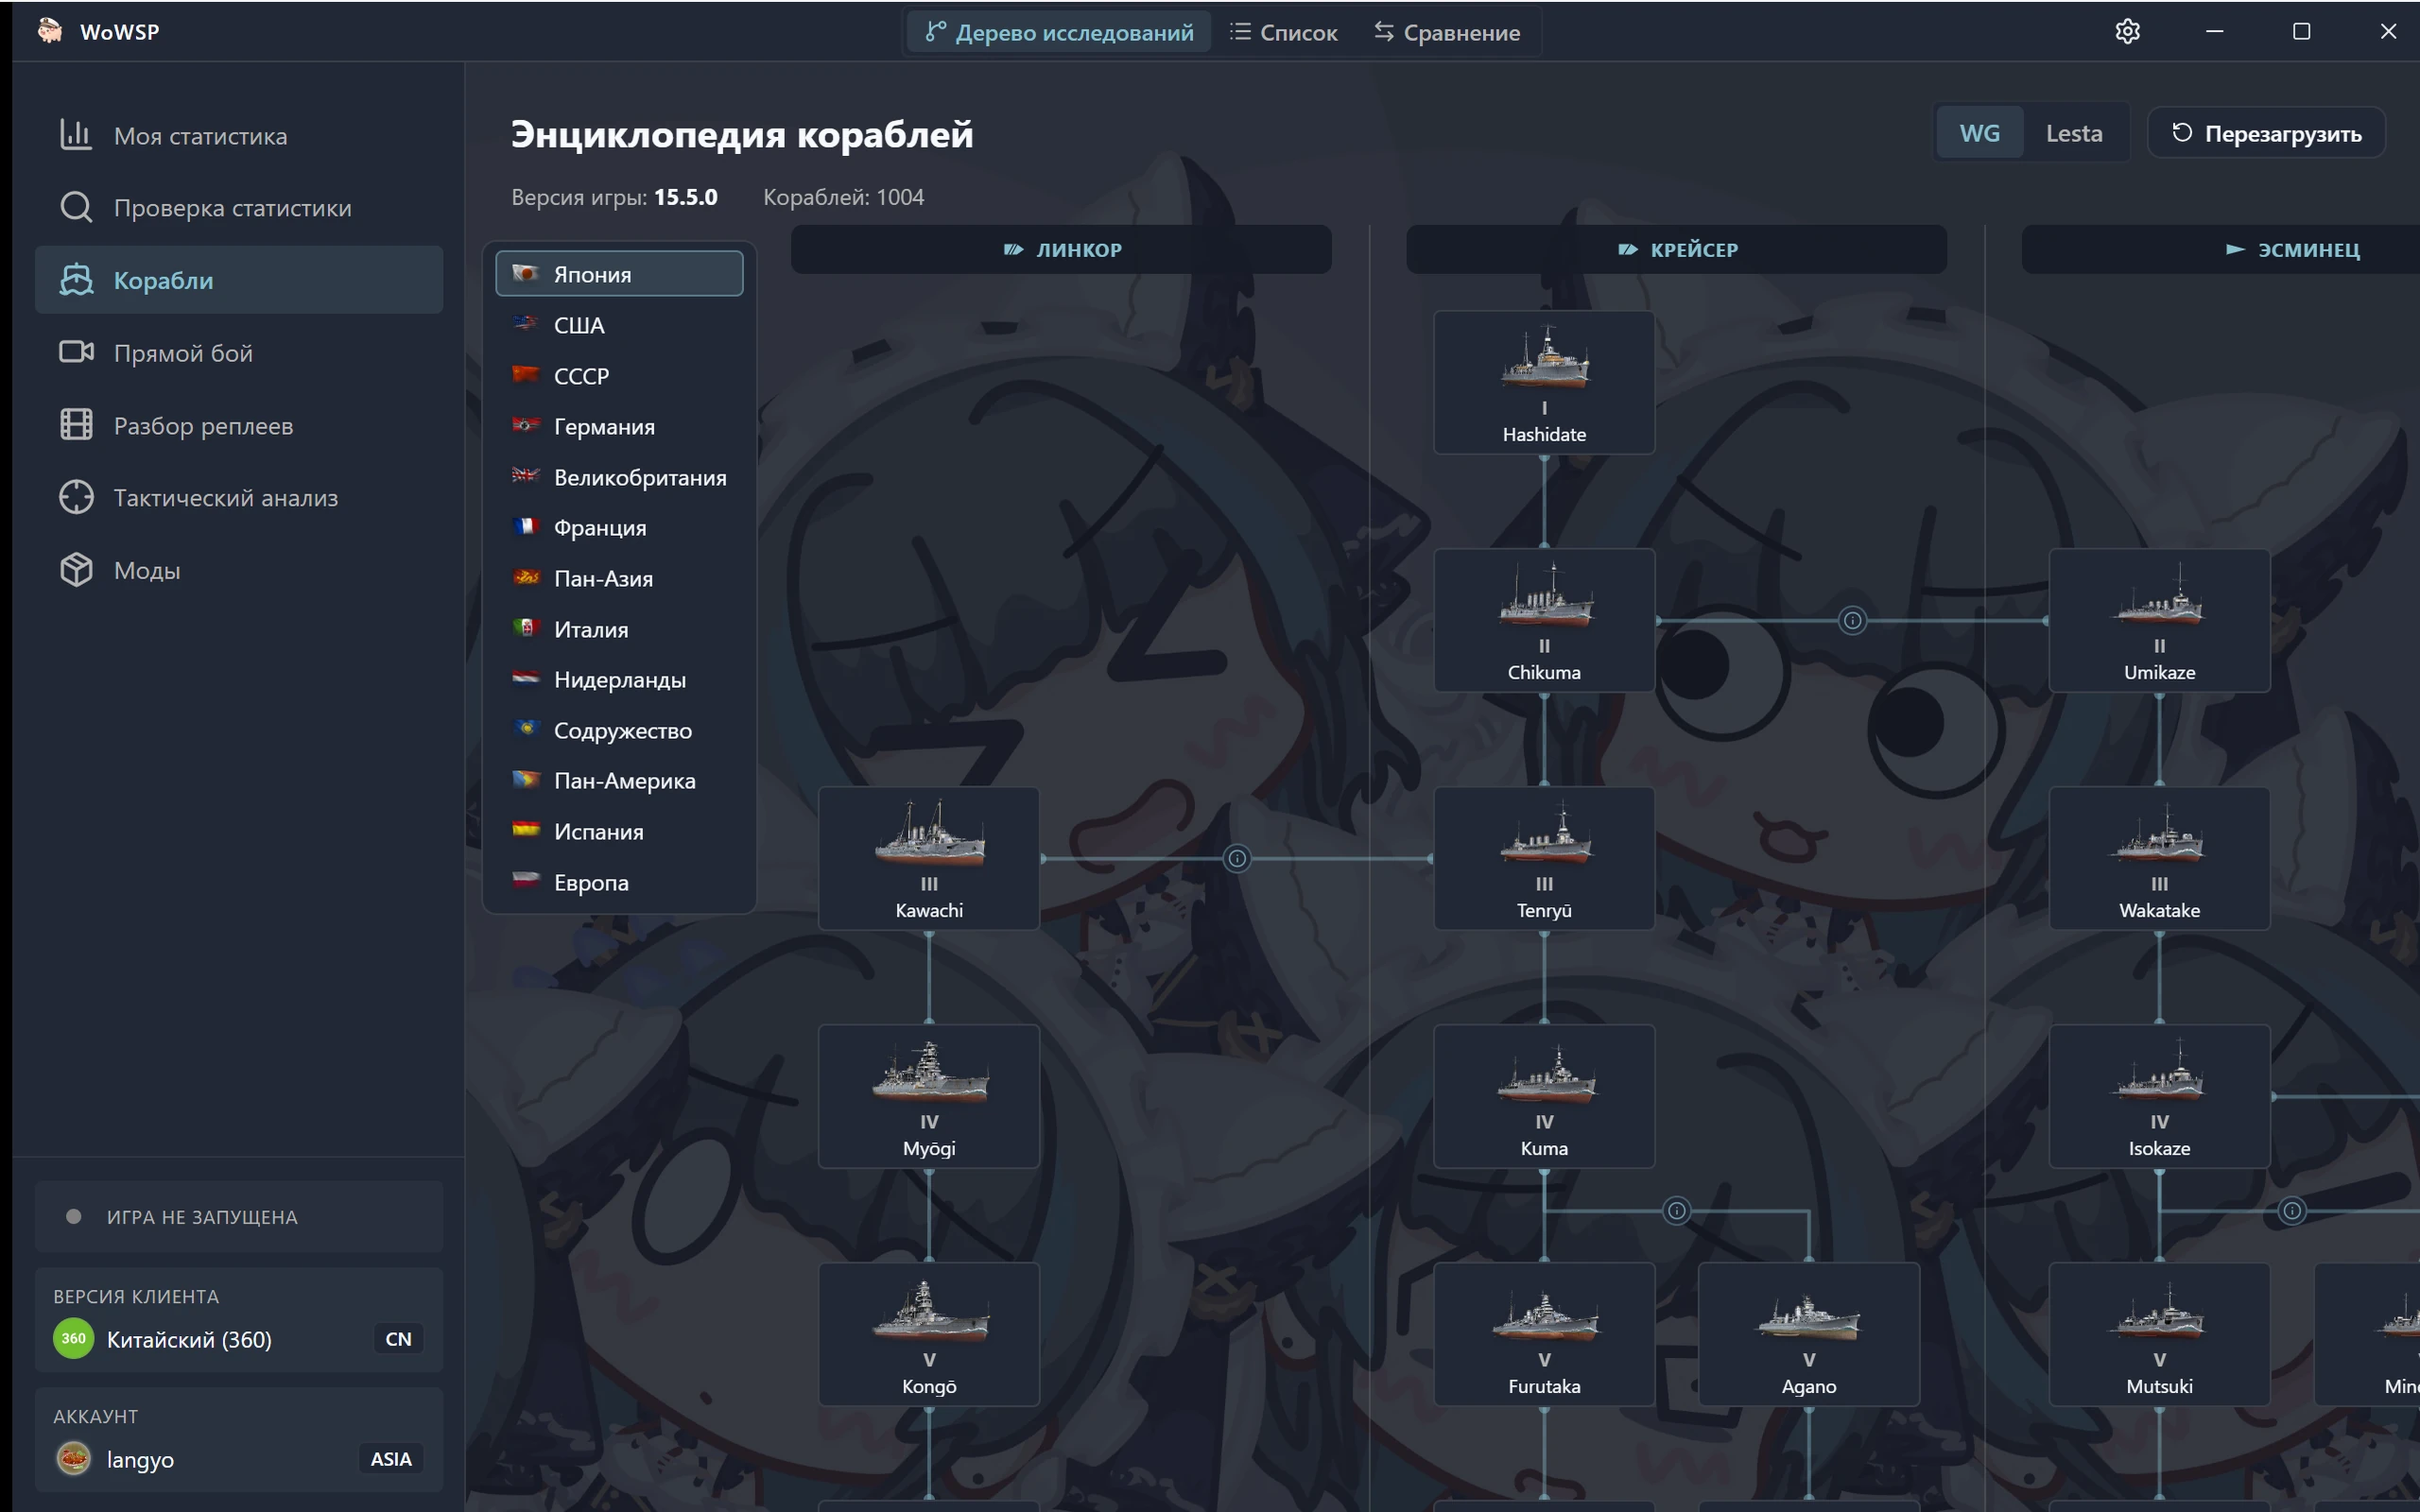 WoWSP
Дерево исследований
Список
Сравнение
Моя статистика
Проверка статистики
Корабли
Прямой бой
Разбор реплеев
Тактический анализ
Моды
ИГРА НЕ ЗАПУЩЕНА
ВЕРСИЯ КЛИЕНТА
360 Китайский (360) CN
АККАУНТ
langyo ASIA
Энциклопедия кораблей
WG Lesta Перезагрузить
Версия игры: 15.5.0 Кораблей: 1004
Япония
США
СССР
Германия
Великобритания
Франция
Пан-Азия
Италия
Нидерланды
Содружество
Пан-Америка
Испания
Европа
ЛИНКОР
III
Kawachi
IV
Myōgi
V
Kongō
КРЕЙСЕР
I
Hashidate
II
Chikuma
III
Tenryū
IV
Kuma
V
Furutaka
V
Agano
ЭСМИНЕЦ
II
Umikaze
III
Wakatake
IV
Isokaze
V
Mutsuki